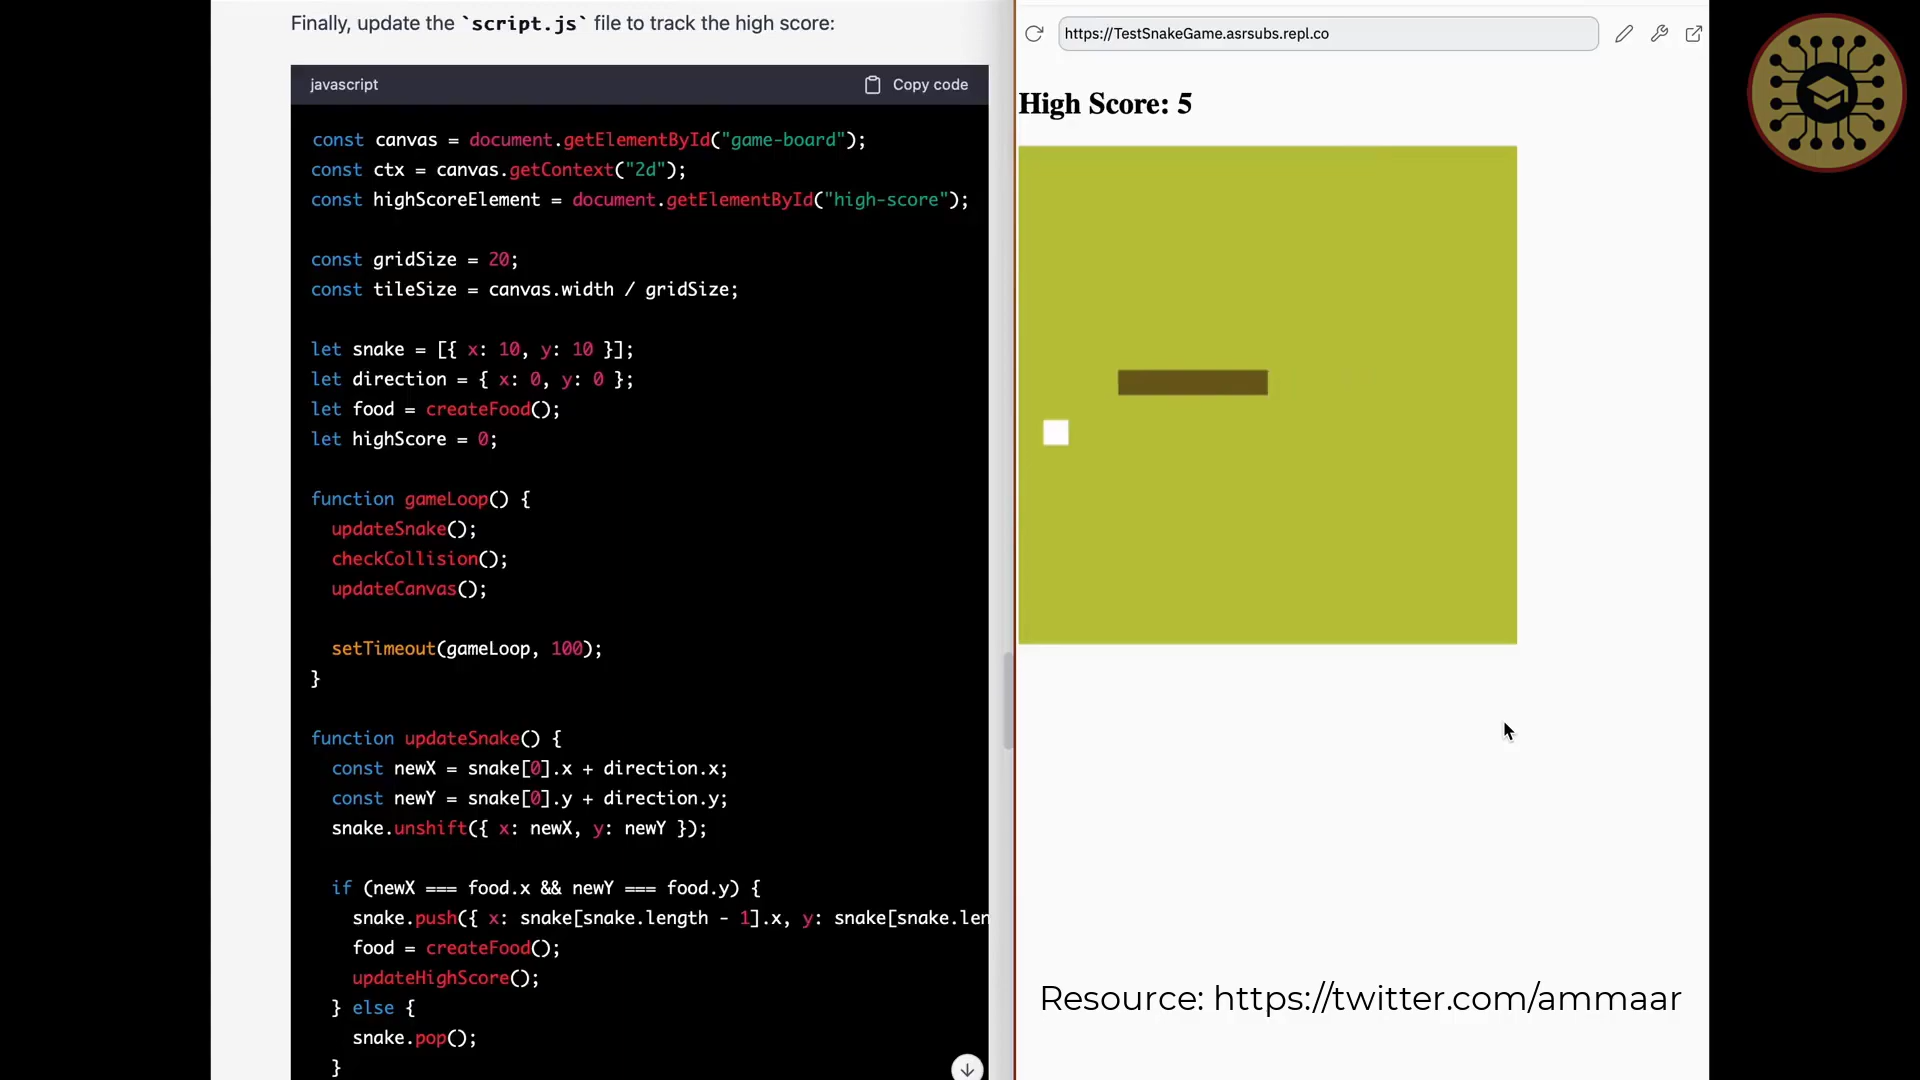 Finally, update the `script.js` file to track the high score:
javascript
Copy code
const canvas = document.getElementById("game-board");
const ctx = canvas.getContext("2d");
const highScoreElement = document.getElementById("high-score");
const gridSize = 20;
const tileSize = canvas.width / gridSize;
let snake = [{ x: 10, y: 10 }];
let direction = { x: 0, y: 0 };
let food = createFood();
let highScore = 0;
function gameLoop() {
updateSnake();
checkCollision();
updateCanvas();
setTimeout(gameLoop, 100);
}
function updateSnake() {
const newX = snake[0].x + direction.x;
const newY = snake[0].y + direction.y;
snake.unshift({ x: newX, y: newY });
if (newX === food.x && newY === food.y) {
snake.push({ x: snake[snake.length - 1].x, y: snake[snake.len
food = createFood();
updateHighScore();
} else {
snake.pop();
}
https://TestSnakeGame.asrsubs.repl.co
High Score: 5
Resource: https://twitter.com/ammaar